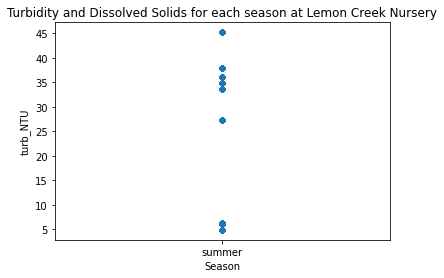 Turbidity and Dissolved Solids for each season at Lemon Creek Nursery
45
40
35
30
25
20
15
10
5
turb_NTU
summer
Season